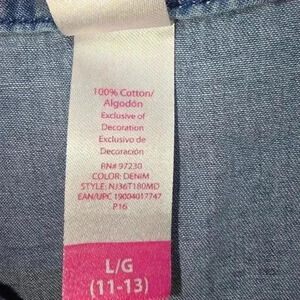 100% Cotton/
Algodón
Exclusive of
Decoration
Exclusivo de
Decoración
RN# 97230
COLOR: DENIM
STYLE: NJ36T180MD
EAN/UPC 19004017747
P16
L/G
(11-13)